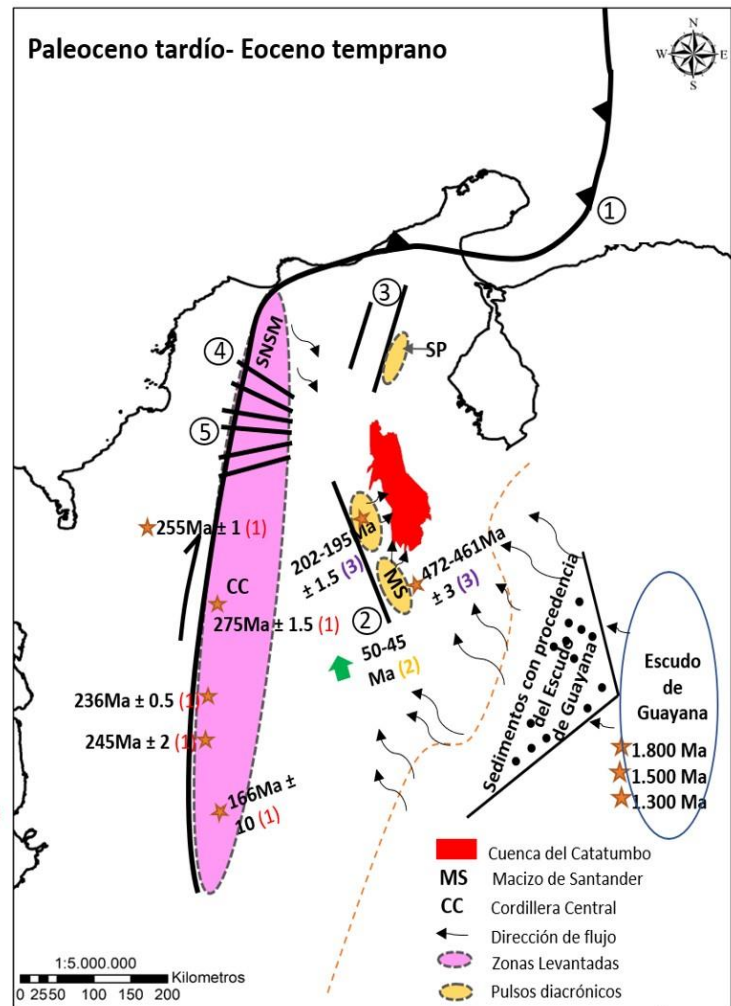 Paleoceno tardío- Eoceno temprano
N
W E
S
1
3
SP
4
SNSM
5
255Ma ± 1 (1)
202-195Ma
± 1.5 (3)
472-461Ma
± 3 (3)
MS
CC
275Ma ± 1.5 (1)
2
50-45
Ma (2)
236Ma ± 0.5 (1)
245Ma ± 2 (1)
166Ma ±
10 (1)
Sedimentos con procedencia
del Escudo
de Guayana
Escudo
de
Guayana
1.800 Ma
1.500 Ma
1.300 Ma
Cuenca del Catatumbo
MS Macizo de Santander
CC Cordillera Central
Dirección de flujo
Zonas Levantadas
Pulsos diacrónicos
1:5.000.000
Kilometros
0 2550 100 150 200